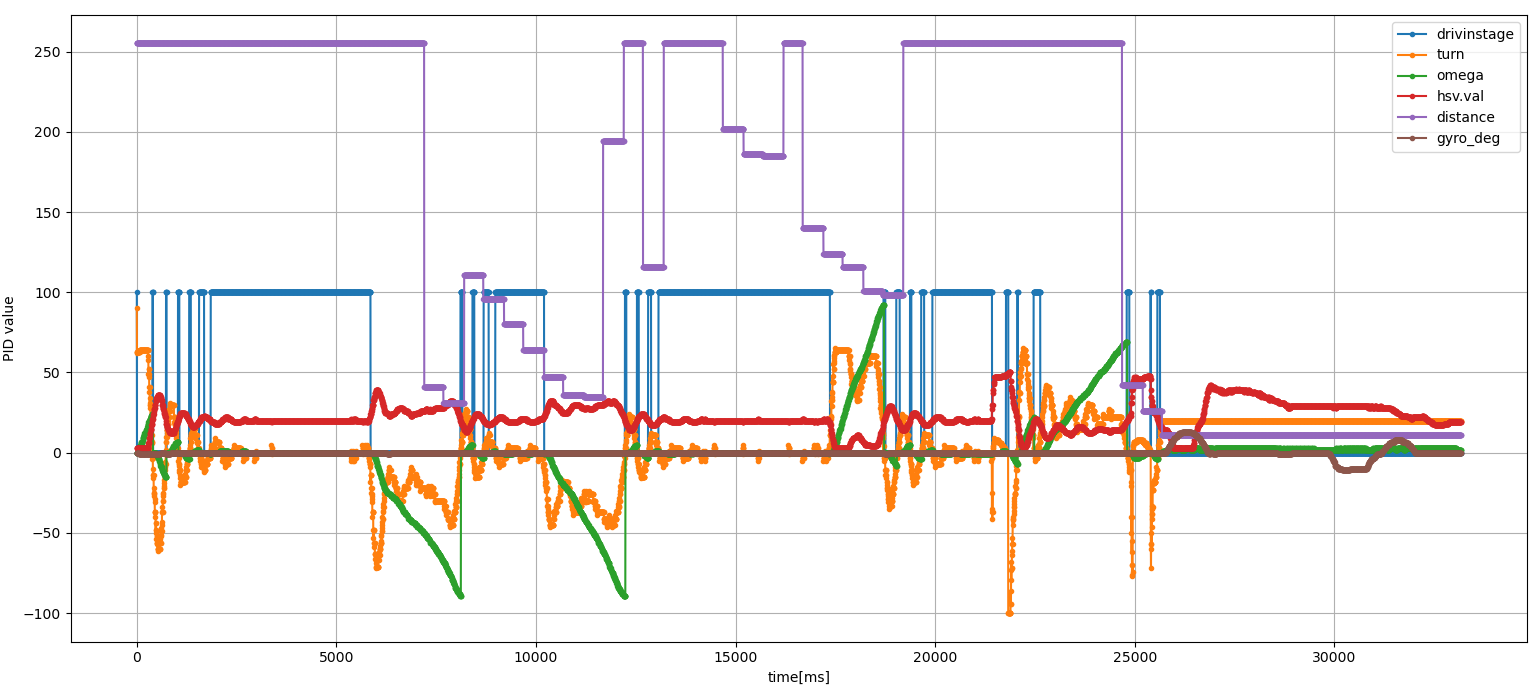 250
200
150
100
50
0
−50
−100
PID value
0
5000
10000
15000
20000
25000
30000
time[ms]
drivinstage
turn
omega
hsv.val
distance
gyro_deg